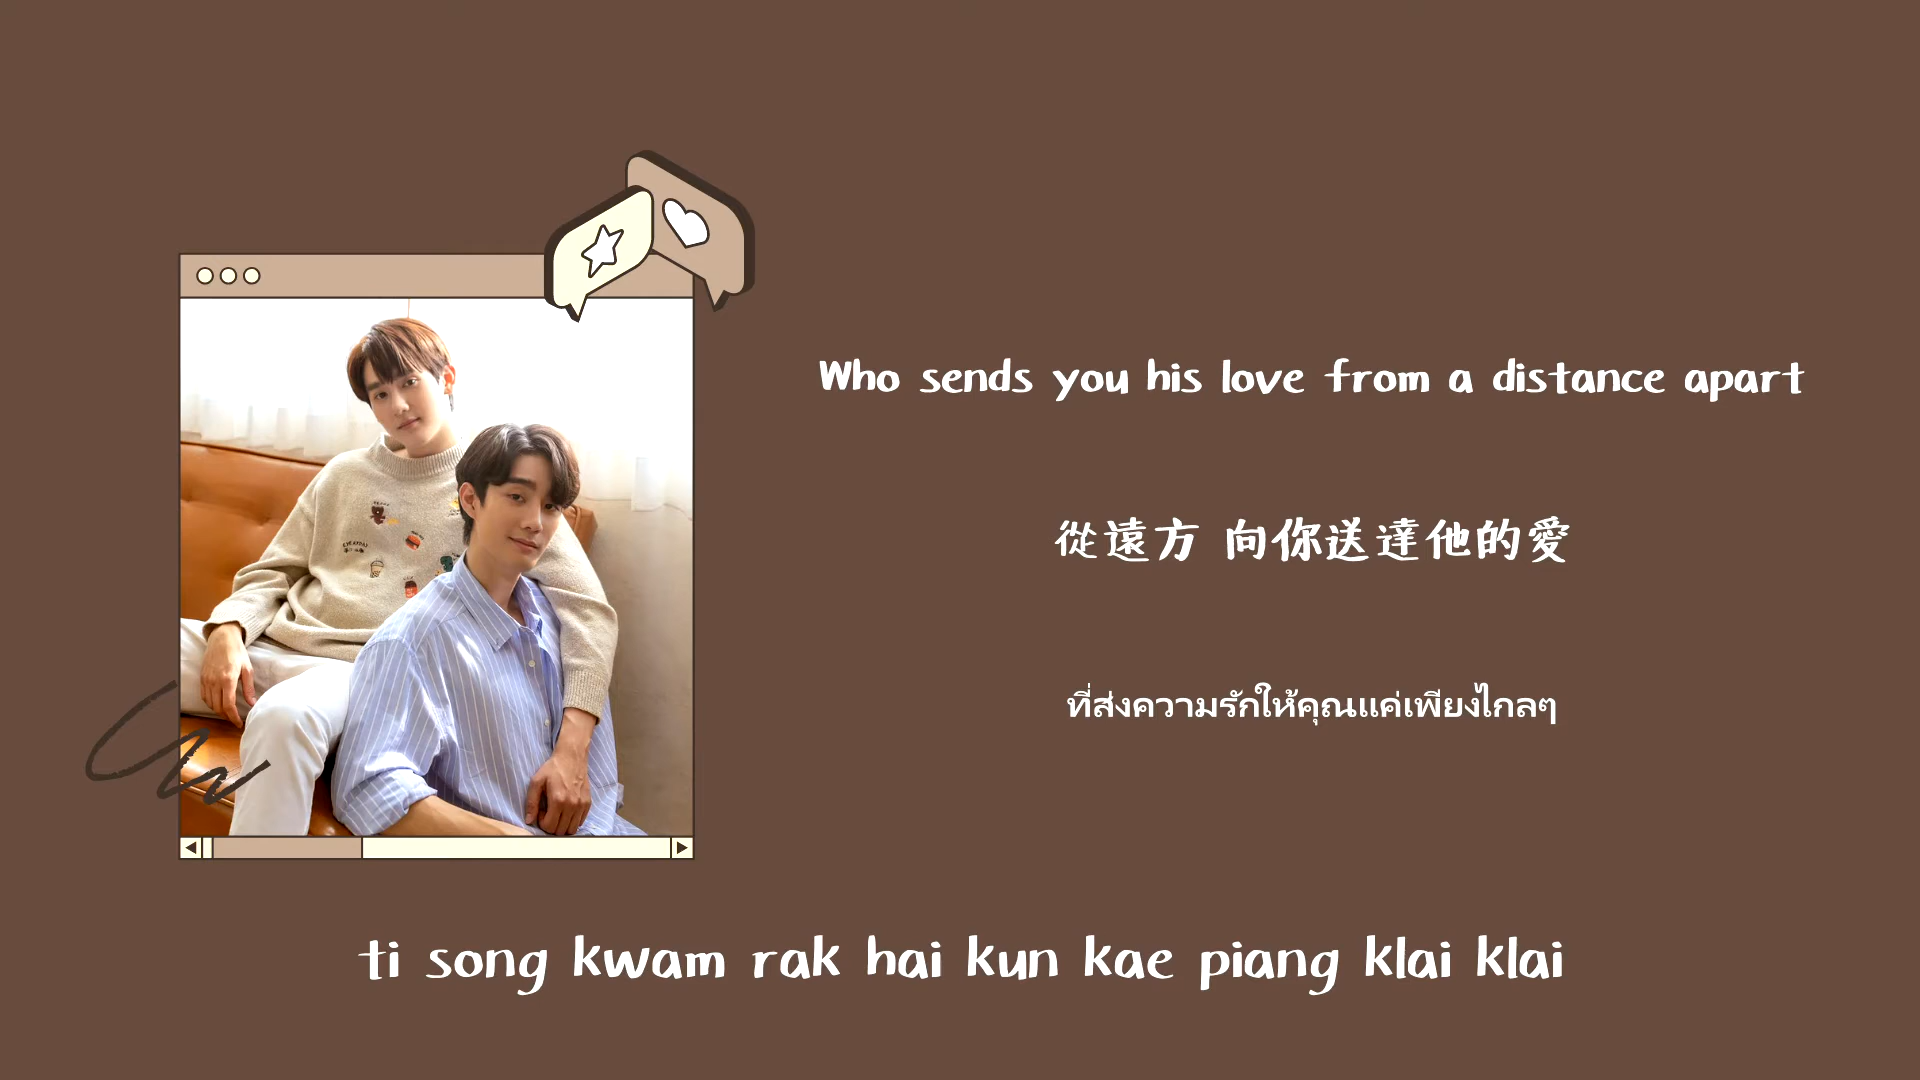 Who sends you his love from a distance apart
從遠方 向你送達他的愛
ที่ส่งความรักให้คุณแค่เพียงไกลๆ
ti song kwam rak hai kun kae piang klai klai